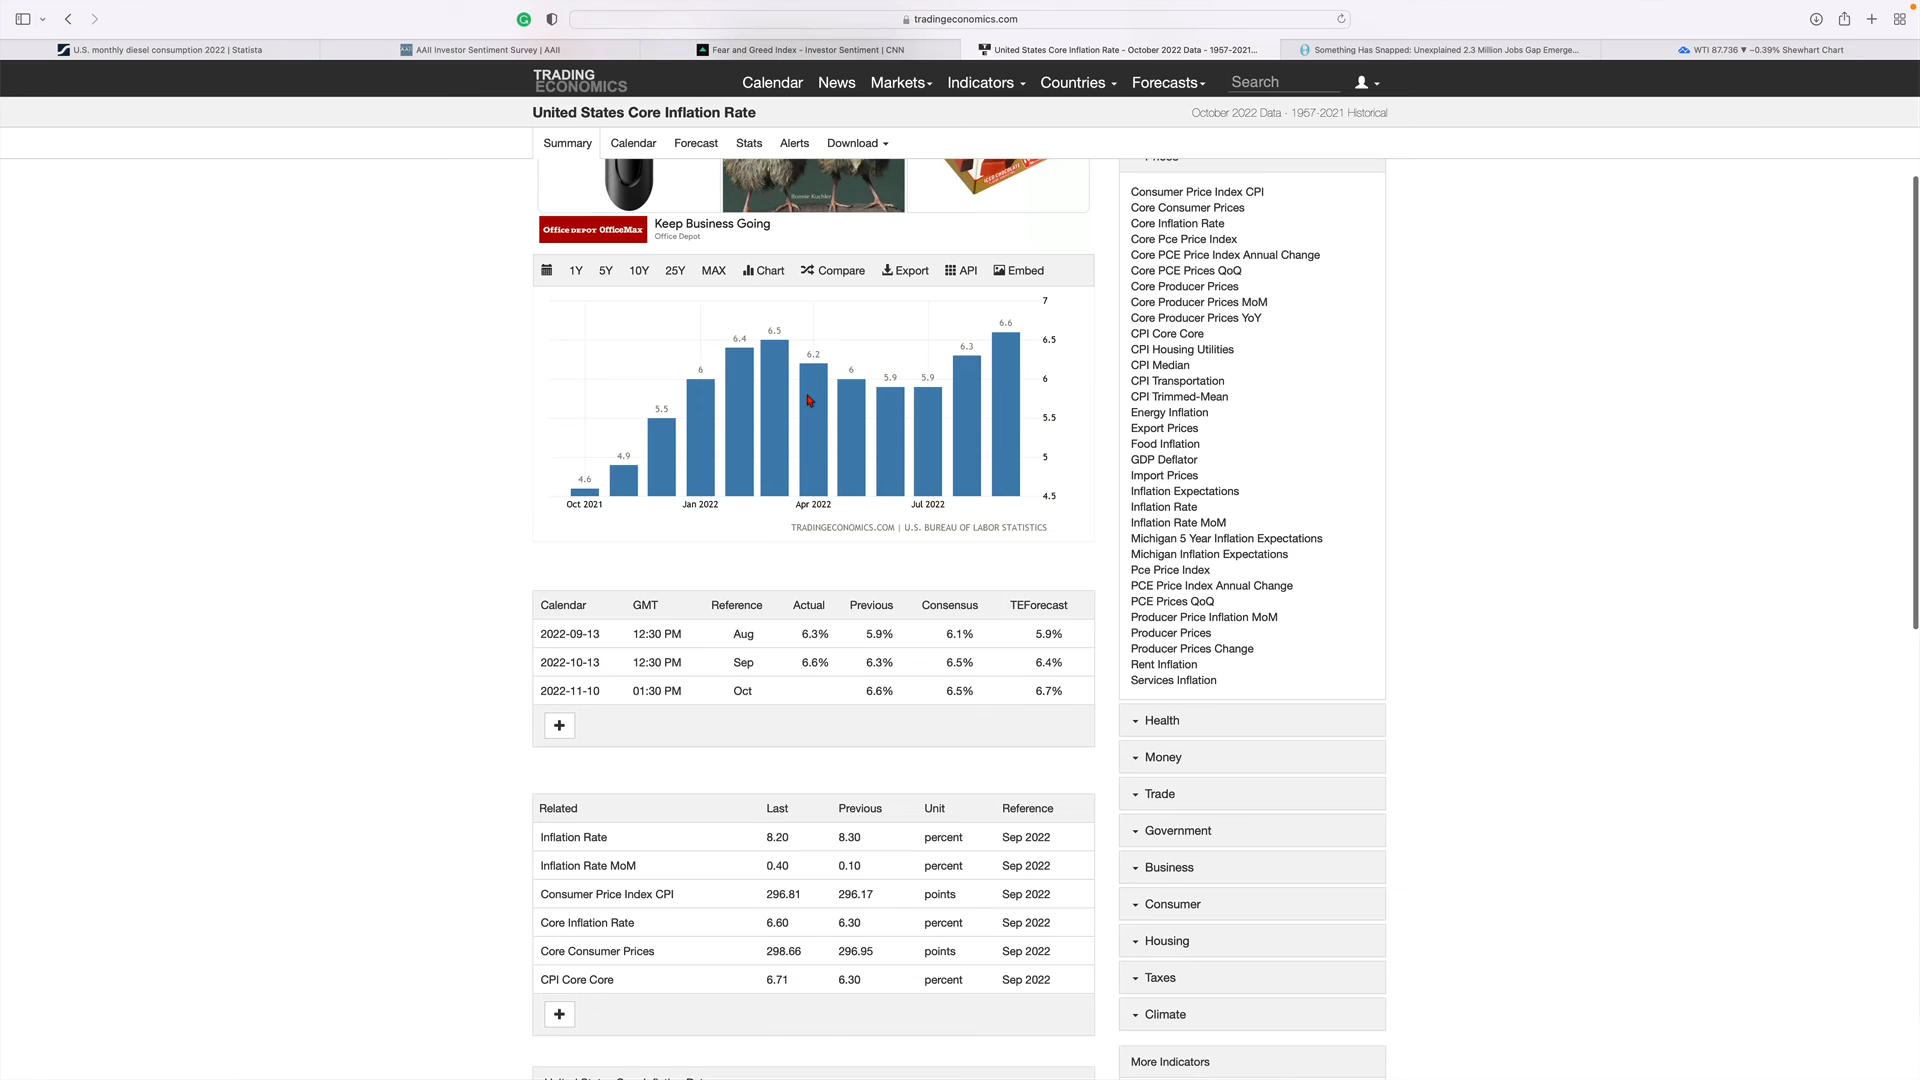 tradingeconomics.com
U.S. monthly diesel consumption 2022 | Statista
AAII Investor Sentiment Survey | AAII
Fear and Greed Index - Investor Sentiment | CNN
United States Core Inflation Rate - October 2022 Data - 1957-2021...
Something Has Snapped: Unexplained 2.3 Million Jobs Gap Emerge...
WTI 87.736 ▼ −0.39% Shewhart Chart
TRADING
ECONOMICS
Calendar News Markets Indicators Countries Forecasts Search
United States Core Inflation Rate
October 2022 Data - 1957-2021 Historical
Summary Calendar Forecast Stats Alerts Download
Ronnie Kuchler
ICED CHOCOLATE
Office DEPOT OfficeMax
Keep Business Going
Office Depot
1Y 5Y 10Y 25Y MAX Chart Compare Export API Embed
7
6.5
6
5.5
5
4.5
4.6
4.9
5.5
6
6.4
6.5
6.2
6
5.9
5.9
6.3
6.6
Oct 2021 Jan 2022 Apr 2022 Jul 2022
TRADINGECONOMICS.COM | U.S. BUREAU OF LABOR STATISTICS
Calendar GMT Reference Actual Previous Consensus TEForecast
2022-09-13 12:30 PM Aug 6.3% 5.9% 6.1% 5.9%
2022-10-13 12:30 PM Sep 6.6% 6.3% 6.5% 6.4%
2022-11-10 01:30 PM Oct 6.6% 6.5% 6.7%
+
Related Last Previous Unit Reference
Inflation Rate 8.20 8.30 percent Sep 2022
Inflation Rate MoM 0.40 0.10 percent Sep 2022
Consumer Price Index CPI 296.81 296.17 points Sep 2022
Core Inflation Rate 6.60 6.30 percent Sep 2022
Core Consumer Prices 298.66 296.95 points Sep 2022
CPI Core Core 6.71 6.30 percent Sep 2022
+
Prices
Consumer Price Index CPI
Core Consumer Prices
Core Inflation Rate
Core Pce Price Index
Core PCE Price Index Annual Change
Core PCE Prices QoQ
Core Producer Prices
Core Producer Prices MoM
Core Producer Prices YoY
CPI Core Core
CPI Housing Utilities
CPI Median
CPI Transportation
CPI Trimmed-Mean
Energy Inflation
Export Prices
Food Inflation
GDP Deflator
Import Prices
Inflation Expectations
Inflation Rate
Inflation Rate MoM
Michigan 5 Year Inflation Expectations
Michigan Inflation Expectations
Pce Price Index
PCE Price Index Annual Change
PCE Prices QoQ
Producer Price Inflation MoM
Producer Prices
Producer Prices Change
Rent Inflation
Services Inflation
Health
Money
Trade
Government
Business
Consumer
Housing
Taxes
Climate
More Indicators